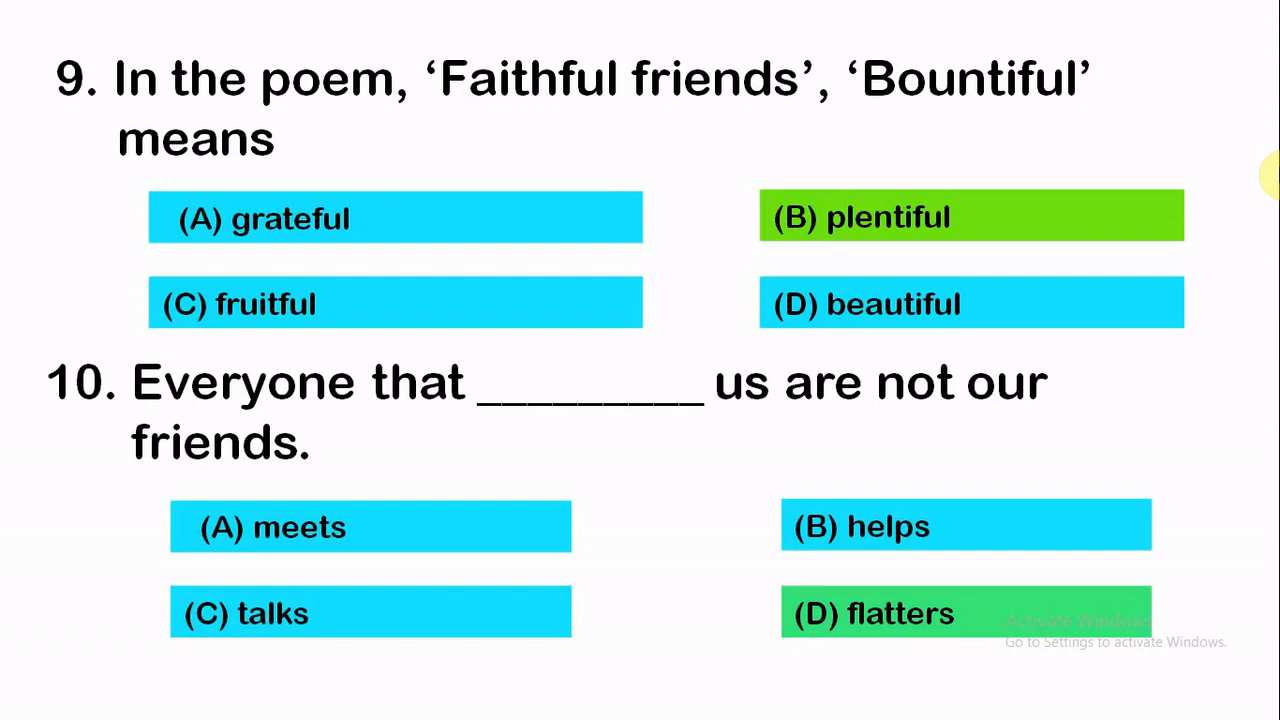 9. In the poem, ‘Faithful friends’, ‘Bountiful’
means
(A) grateful
(B) plentiful
(C) fruitful
(D) beautiful
10. Everyone that _________ us are not our
friends.
(A) meets
(B) helps
(C) talks
(D) flatters
Activate Windows
Go to Settings to activate Windows.